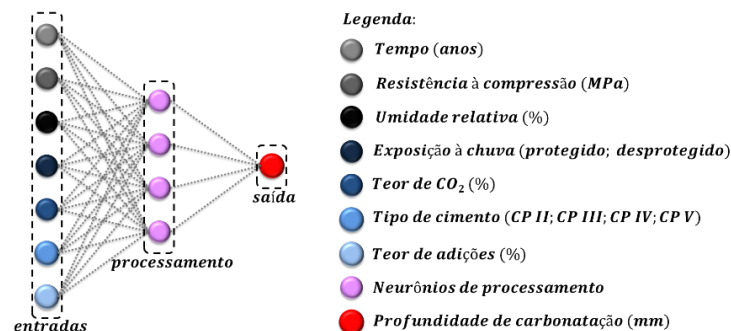 Legenda:
Tempo (anos)
Resistência à compressão (MPa)
Umidade relativa (%)
Exposição à chuva (protegido; desprotegido)
Teor de CO₂ (%)
Tipo de cimento (CP II; CP III; CP IV; CP V)
Teor de adições (%)
Neurônios de processamento
Profundidade de carbonatação (mm)
entradas
processamento
saída